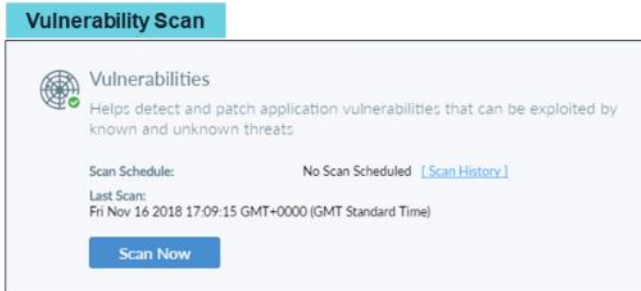 Vulnerability Scan
Vulnerabilities
Helps detect and patch application vulnerabilities that can be exploited by
known and unknown threats
Scan Schedule: No Scan Scheduled [ Scan History ]
Last Scan:
Fri Nov 16 2018 17:09:15 GMT+0000 (GMT Standard Time)
Scan Now